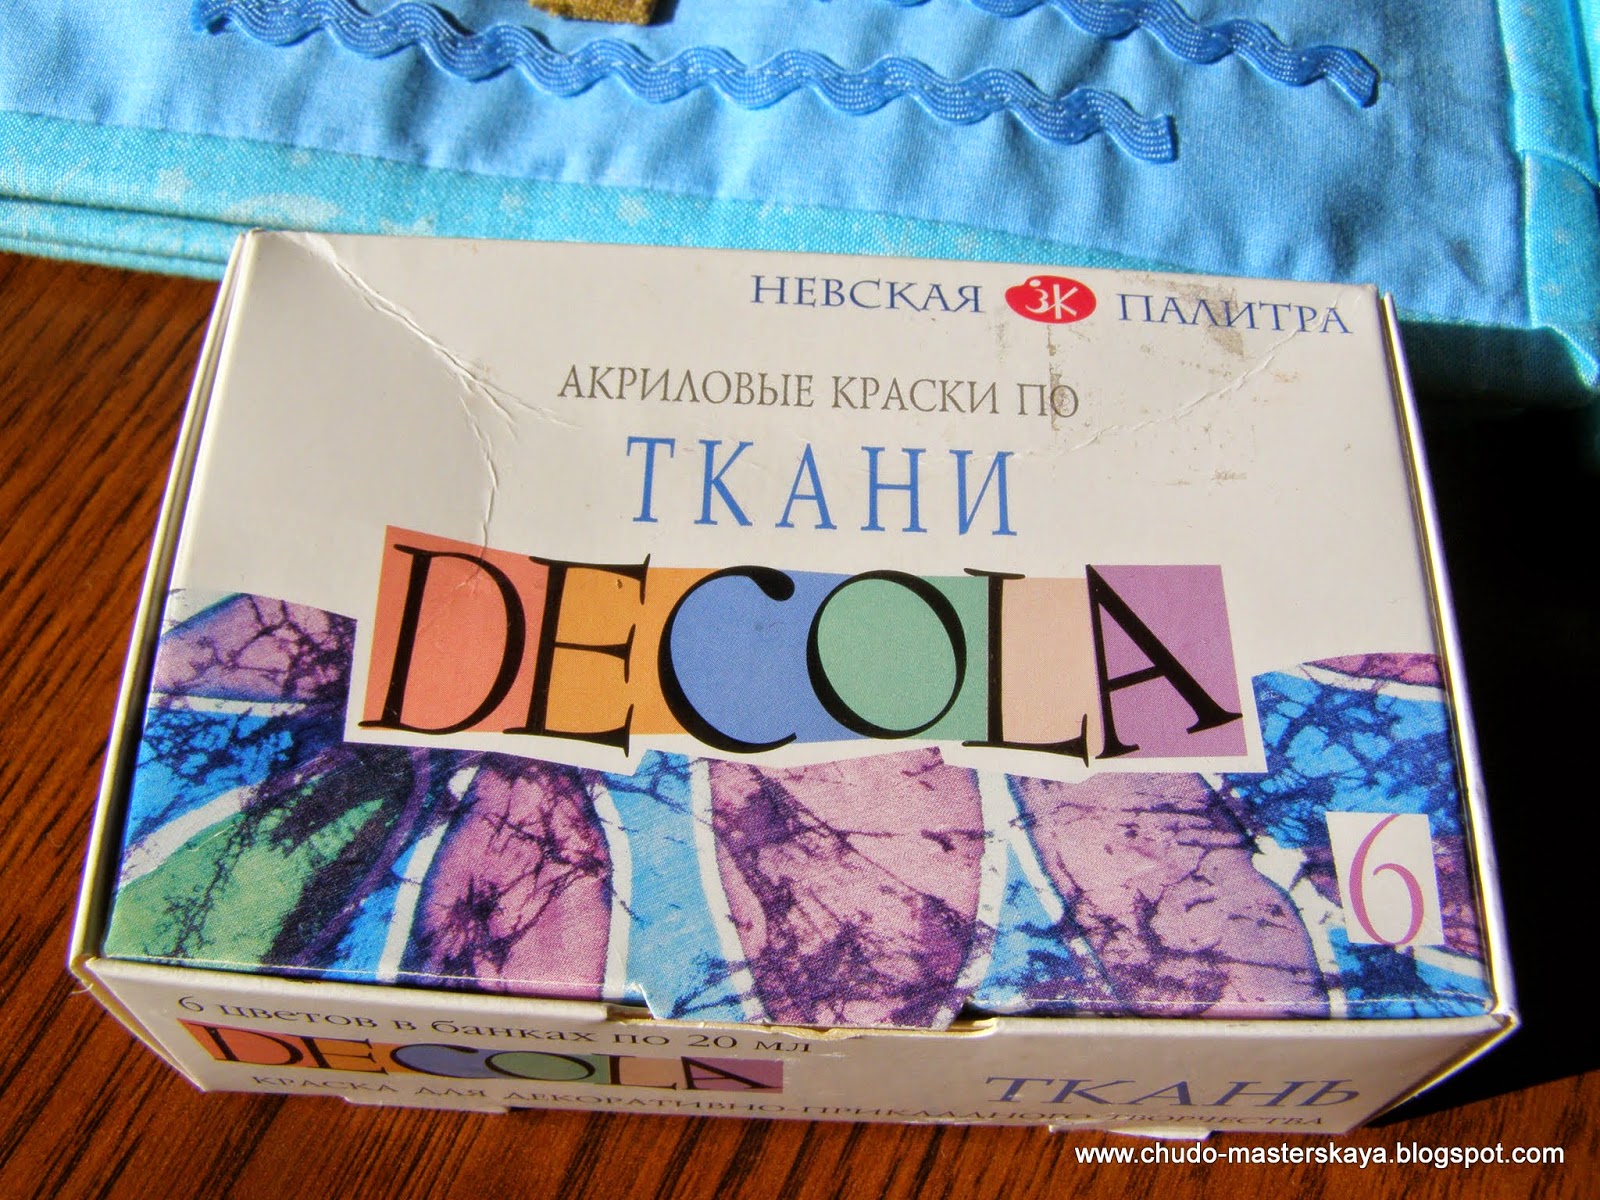 НЕВСКАЯ ЗК ПАЛИТРА
АКРИЛОВЫЕ КРАСКИ ПО
ТКАНИ
DECOLA
6
6 цветов в банках по 20 мл
DECOLA
ТКАНЬ
КРАСКА ДЛЯ ДЕКОРАТИВНО-ПРИКЛАДНОГО ТВОРЧЕСТВА
www.chudo-masterskaya.blogspot.com